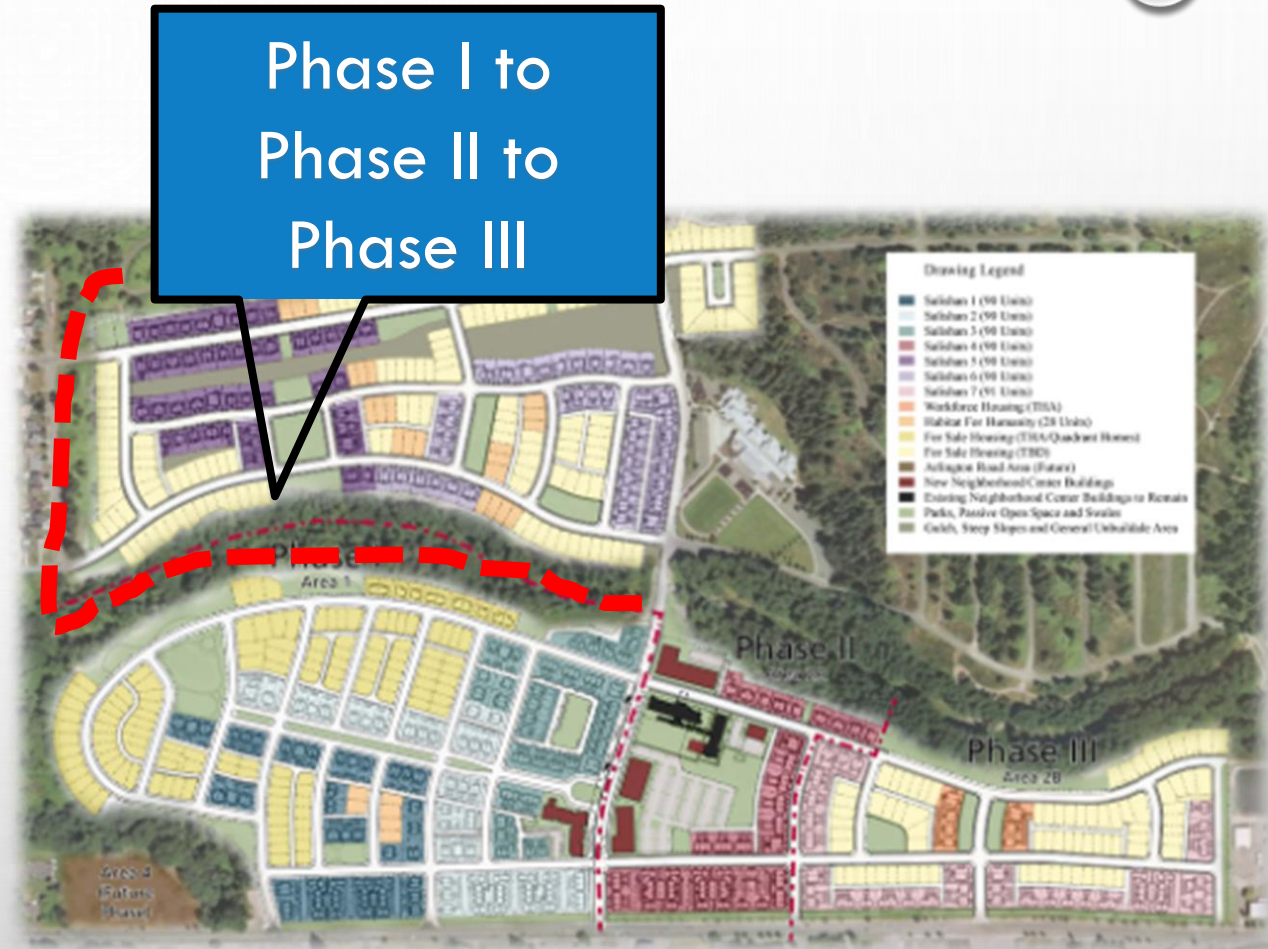 Phase I to
Phase II to
Phase III
Drawing Legend
Salishan 1 (90 Units)
Salishan 2 (90 Units)
Salishan 3 (90 Units)
Salishan 4 (90 Units)
Salishan 5 (90 Units)
Salishan 6 (90 Units)
Salishan 7 (91 Units)
Workforce Housing (THA)
Habitat For Humanity (28 Units)
For Sale Housing (THA/Quadrant Homes)
For Sale Housing (TBD)
Arlington Road Area (Future)
New Neighborhood Center Buildings
Existing Neighborhood Center Buildings to Remain
Parks, Passive Open Space and Swales
Gulch, Steep Slopes and General Unbuildale Area
Phase
Area 1
Phase II
Phase III
Area 2B
Area 4
(Future
Phase)